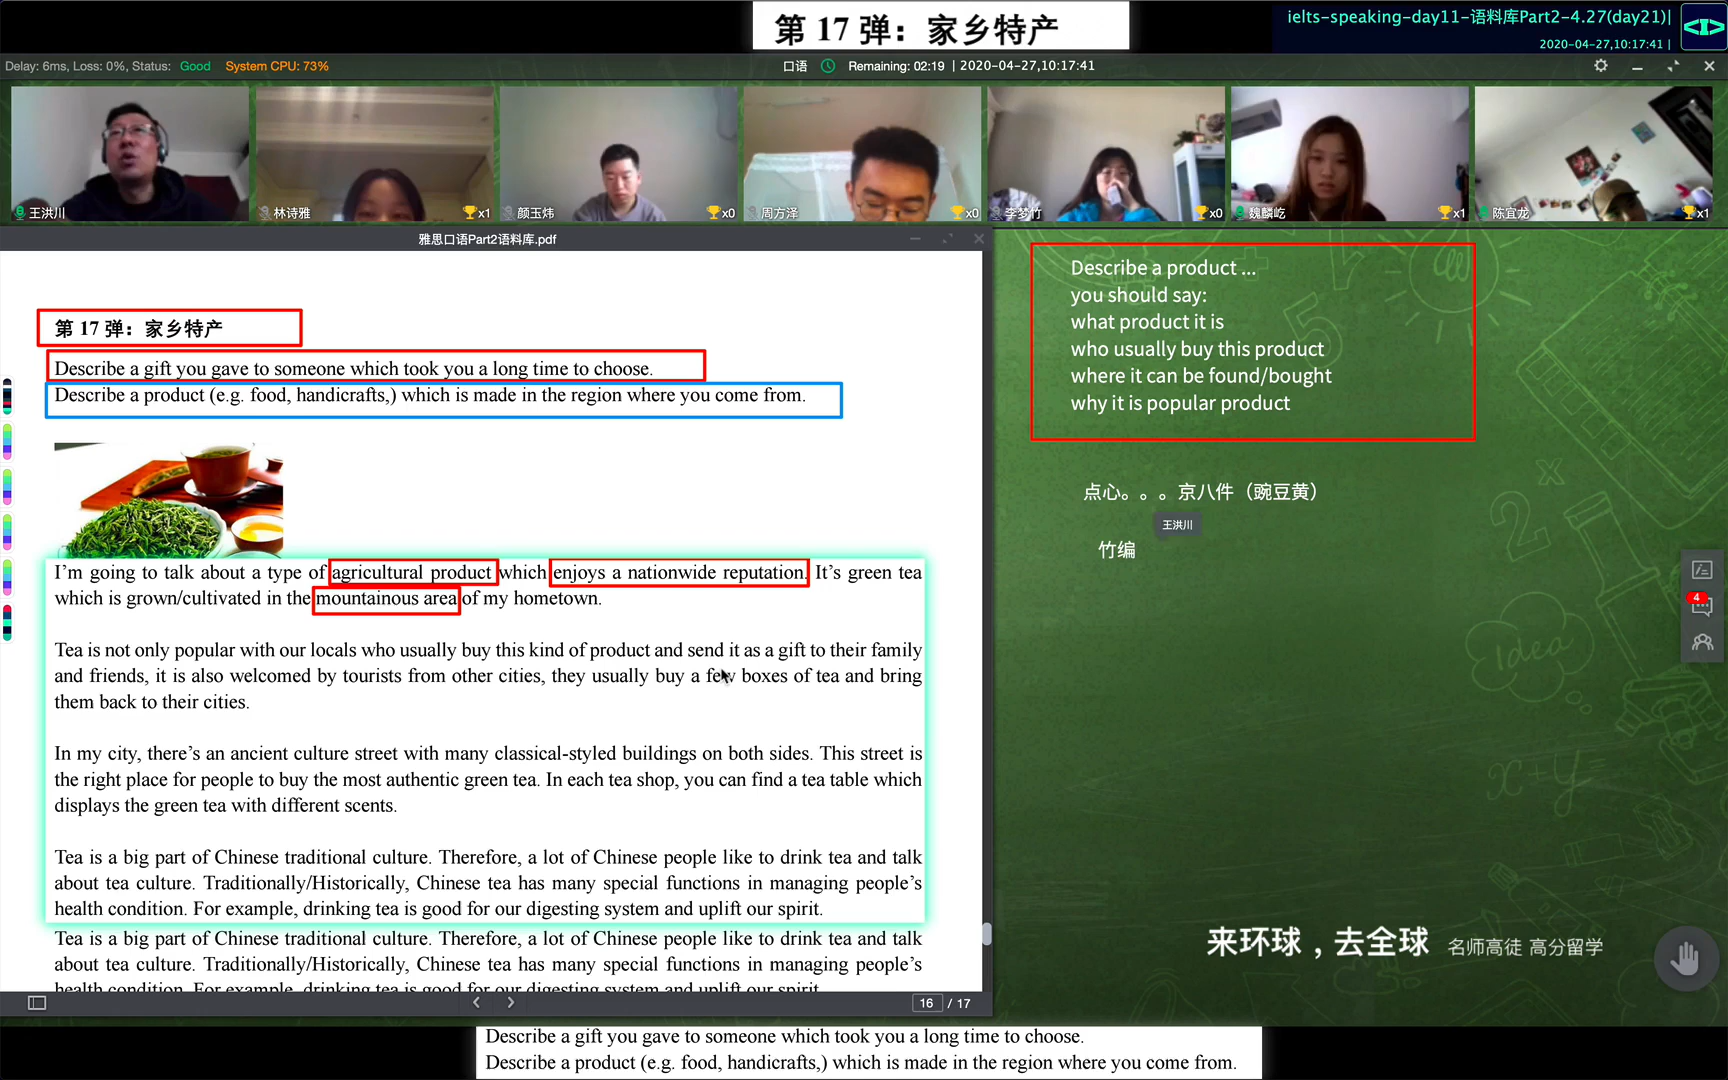 第 17 弹：家乡特产
ielts-speaking-day11-语料库Part2-4.27(day21)|
2020-04-27,10:17:41 |
Delay: 6ms, Loss: 0%, Status: Good System CPU: 73%
口语 Remaining: 02:19 | 2020-04-27,10:17:41
王洪川
林诗雅 x1
颜玉炜 x0
周方泽 x0
李梦竹 x0
魏麟屹 x1
陈宜龙 x1
雅思口语Part2语料库.pdf
第 17 弹：家乡特产
Describe a gift you gave to someone which took you a long time to choose.
Describe a product (e.g. food, handicrafts,) which is made in the region where you come from.
I'm going to talk about a type of agricultural product which enjoys a nationwide reputation. It's green tea
which is grown/cultivated in the mountainous area of my hometown.
Tea is not only popular with our locals who usually buy this kind of product and send it as a gift to their family
and friends, it is also welcomed by tourists from other cities, they usually buy a few boxes of tea and bring
them back to their cities.
In my city, there's an ancient culture street with many classical-styled buildings on both sides. This street is
the right place for people to buy the most authentic green tea. In each tea shop, you can find a tea table which
displays the green tea with different scents.
Tea is a big part of Chinese traditional culture. Therefore, a lot of Chinese people like to drink tea and talk
about tea culture. Traditionally/Historically, Chinese tea has many special functions in managing people's
health condition. For example, drinking tea is good for our digesting system and uplift our spirit.
Tea is a big part of Chinese traditional culture. Therefore, a lot of Chinese people like to drink tea and talk
about tea culture. Traditionally/Historically, Chinese tea has many special functions in managing people's
health condition. For example, drinking tea is good for our digesting system and uplift our spirit.
16 / 17
Describe a product ...
you should say:
what product it is
who usually buy this product
where it can be found/bought
why it is popular product
点心。。。京八件（豌豆黄）
王洪川
竹编
4
Idea
x+y=
来环球，去全球 名师高徒 高分留学
Describe a gift you gave to someone which took you a long time to choose.
Describe a product (e.g. food, handicrafts,) which is made in the region where you come from.